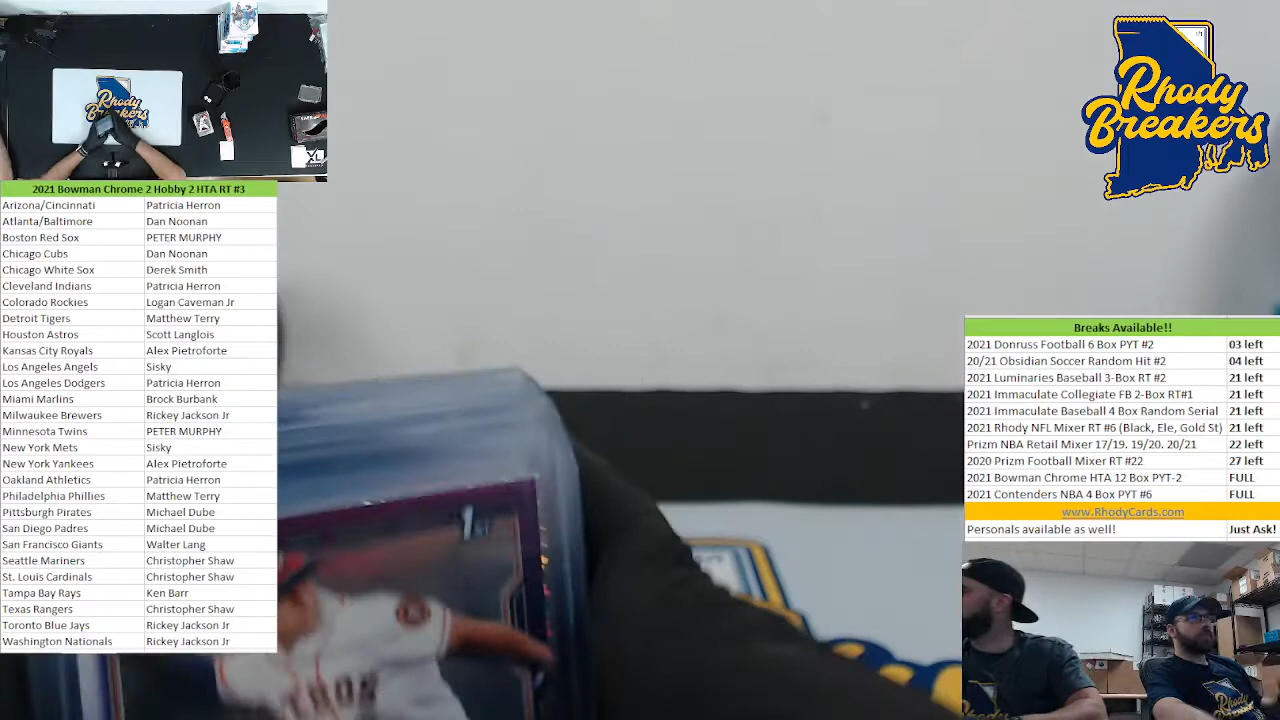 Rhody
Breakers
2021 Bowman Chrome 2 Hobby 2 HTA RT #3
Arizona/Cincinnati Patricia Herron
Atlanta/Baltimore Dan Noonan
Boston Red Sox PETER MURPHY
Chicago Cubs Dan Noonan
Chicago White Sox Derek Smith
Cleveland Indians Patricia Herron
Colorado Rockies Logan Caveman Jr
Detroit Tigers Matthew Terry
Houston Astros Scott Langlois
Kansas City Royals Alex Pietroforte
Los Angeles Angels Sisky
Los Angeles Dodgers Patricia Herron
Miami Marlins Brock Burbank
Milwaukee Brewers Rickey Jackson Jr
Minnesota Twins PETER MURPHY
New York Mets Sisky
New York Yankees Alex Pietroforte
Oakland Athletics Patricia Herron
Philadelphia Phillies Matthew Terry
Pittsburgh Pirates Michael Dube
San Diego Padres Michael Dube
San Francisco Giants Walter Lang
Seattle Mariners Christopher Shaw
St. Louis Cardinals Christopher Shaw
Tampa Bay Rays Ken Barr
Texas Rangers Christopher Shaw
Toronto Blue Jays Rickey Jackson Jr
Washington Nationals Rickey Jackson Jr
Rhody
Breakers
Breaks Available!!
2021 Donruss Football 6 Box PYT #2 03 left
20/21 Obsidian Soccer Random Hit #2 04 left
2021 Luminaries Baseball 3-Box RT #2 21 left
2021 Immaculate Collegiate FB 2-Box RT#1 21 left
2021 Immaculate Baseball 4 Box Random Serial 21 left
2021 Rhody NFL Mixer RT #6 (Black, Ele, Gold St) 21 left
Prizm NBA Retail Mixer 17/19. 19/20. 20/21 22 left
2020 Prizm Football Mixer RT #22 27 left
2021 Bowman Chrome HTA 12 Box PYT-2 FULL
2021 Contenders NBA 4 Box PYT #6 FULL
www.RhodyCards.com
Personals available as well! Just Ask!